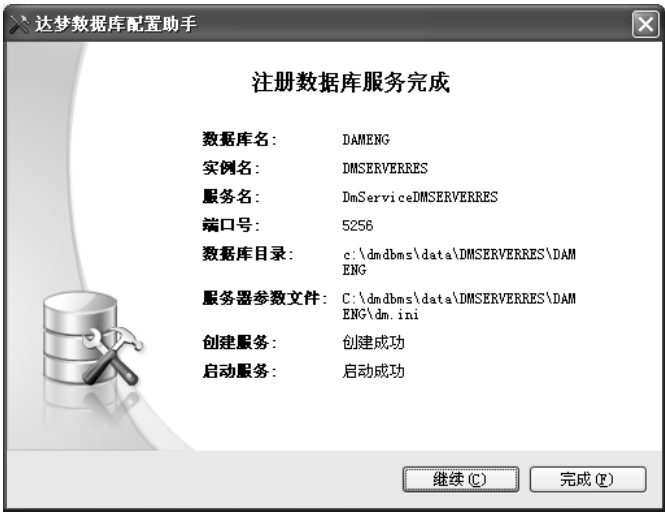 达梦数据库配置助手
注册数据库服务完成
数据库名: DAMENG
实例名: DMSERVERRES
服务名: DmServiceDMSERVERRES
端口号: 5256
数据库目录: c:\dmdbms\data\DMSERVERRES\DAM
ENG
服务器参数文件: C:\dmdbms\data\DMSERVERRES\DAM
ENG\dm.ini
创建服务: 创建成功
启动服务: 启动成功
继续(C) 完成(F)